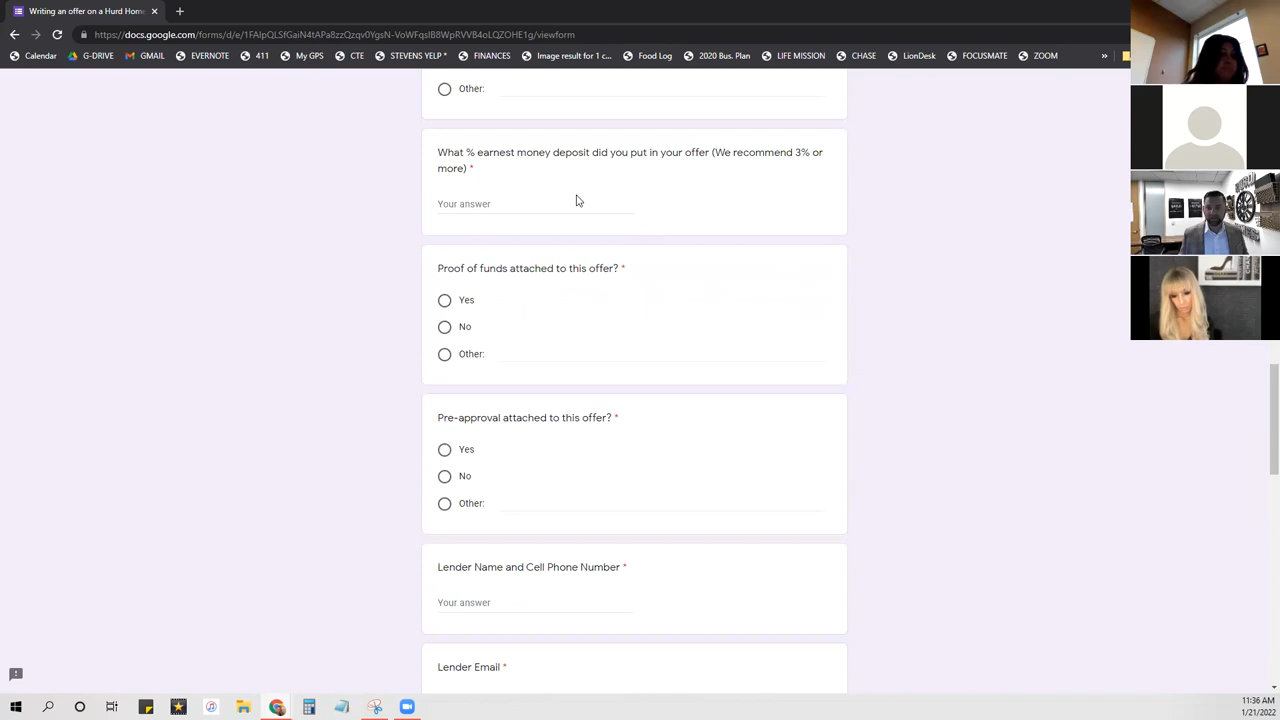 Writing an offer on a Hurd Hom
https://docs.google.com/forms/d/e/1FAIpQLSfGaiN4tAPa8zzQzqv0YgsN-VoWFqsIB8WpRVVB4oLQZOHE1g/viewform
Calendar G-DRIVE GMAIL EVERNOTE 411 My GPS CTE STEVENS YELP * FINANCES Image result for 1 c... Food Log 2020 Bus. Plan LIFE MISSION CHASE LionDesk FOCUSMATE ZOOM »
Other:
What % earnest money deposit did you put in your offer (We recommend 3% or
more) *
Your answer
Proof of funds attached to this offer? *
Yes
No
Other:
Pre-approval attached to this offer? *
Yes
No
Other:
Lender Name and Cell Phone Number *
Your answer
Lender Email *
11:36 AM
1/21/2022